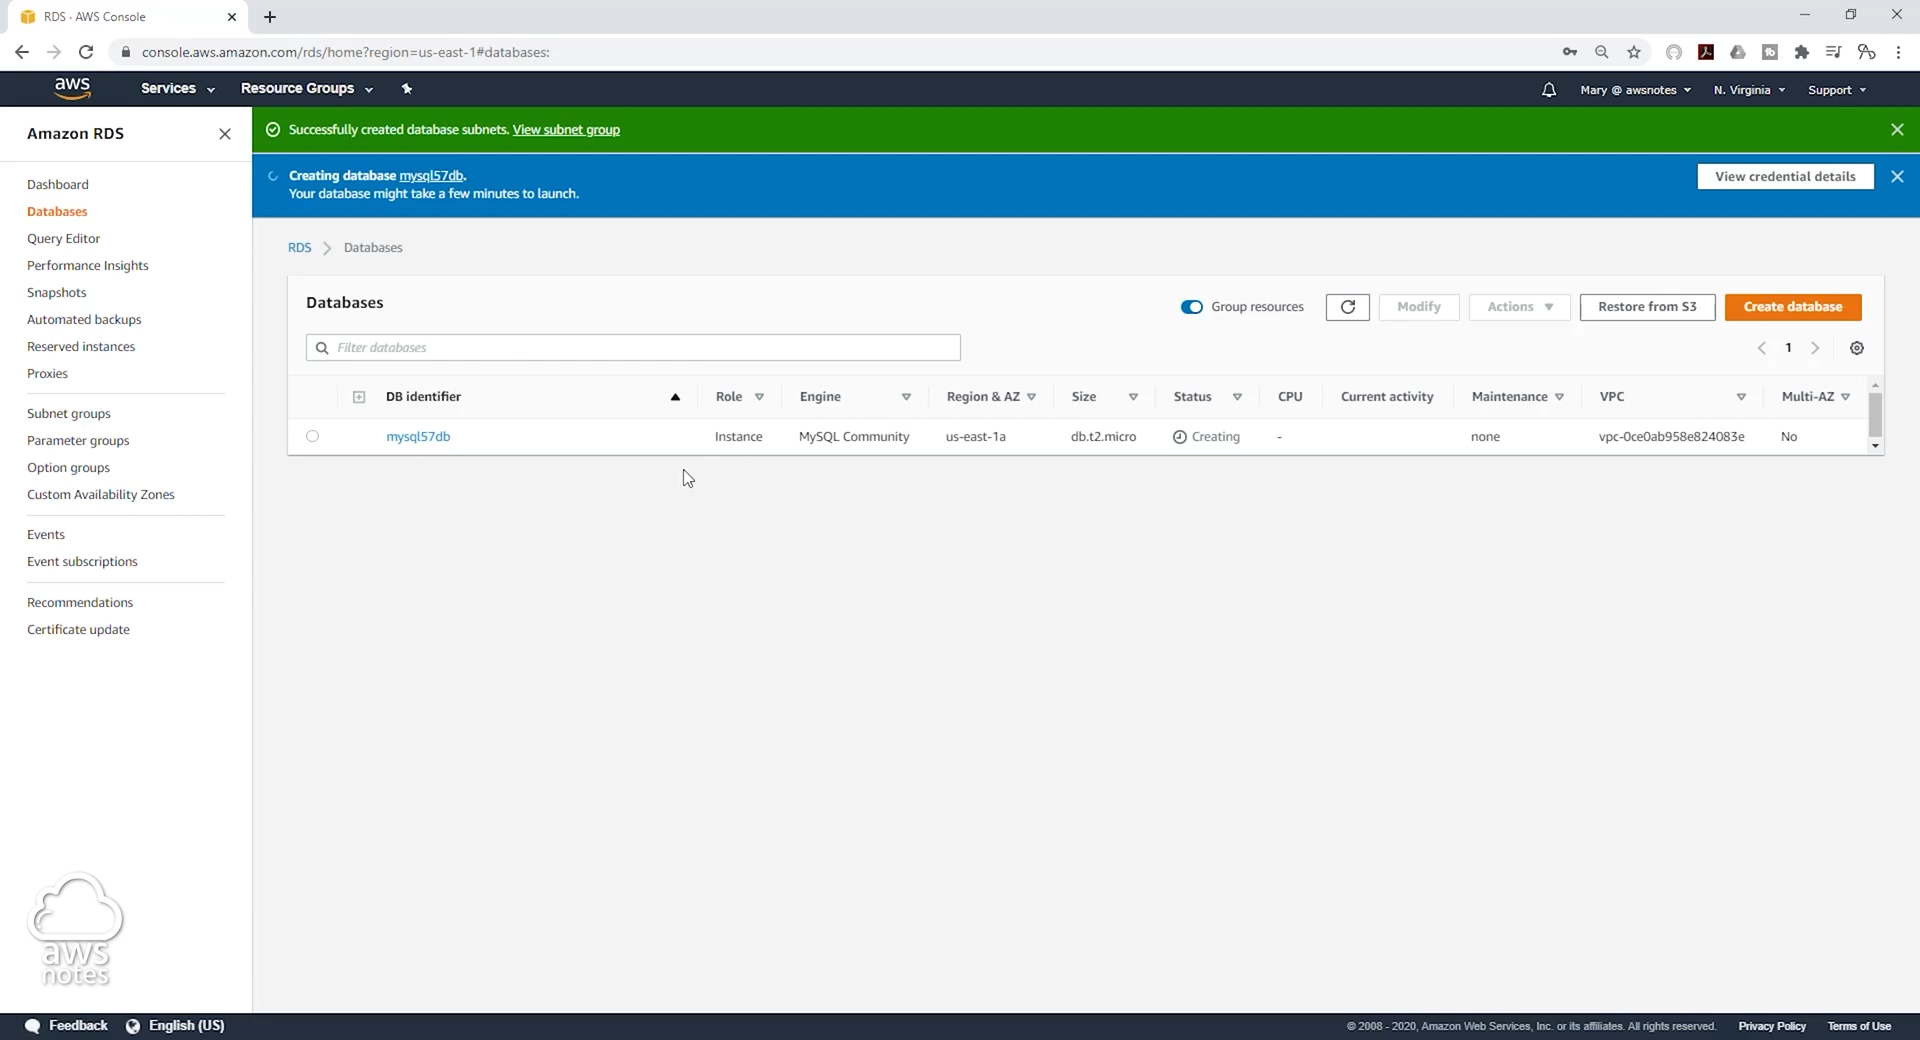 RDS · AWS Console
console.aws.amazon.com/rds/home?region=us-east-1#databases:
aws
Services
Resource Groups
Mary @ awsnotes
N. Virginia
Support
Amazon RDS
Dashboard
Databases
Query Editor
Performance Insights
Snapshots
Automated backups
Reserved instances
Proxies
Subnet groups
Parameter groups
Option groups
Custom Availability Zones
Events
Event subscriptions
Recommendations
Certificate update
Successfully created database subnets. View subnet group
Creating database mysql57db.
Your database might take a few minutes to launch.
View credential details
RDS
Databases
Databases
Group resources
Modify
Actions
Restore from S3
Create database
Filter databases
1
DB identifier Role Engine Region & AZ Size Status CPU Current activity Maintenance VPC Multi-AZ
mysql57db Instance MySQL Community us-east-1a db.t2.micro Creating - none vpc-0ce0ab958e824083e No
aws
notes
Feedback
English (US)
© 2008 - 2020, Amazon Web Services, Inc. or its affiliates. All rights reserved.
Privacy Policy
Terms of Use